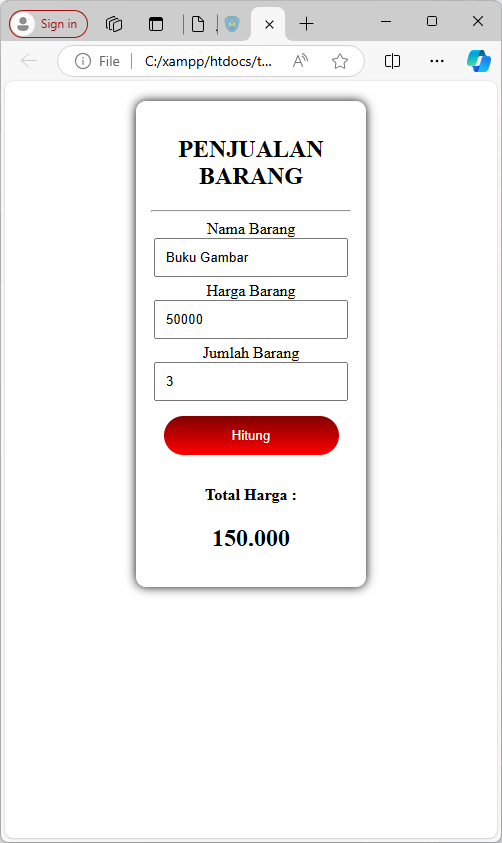 Sign in
File
C:/xampp/htdocs/t...
PENJUALAN
BARANG
Nama Barang
Buku Gambar
Harga Barang
50000
Jumlah Barang
3
Hitung
Total Harga :
150.000